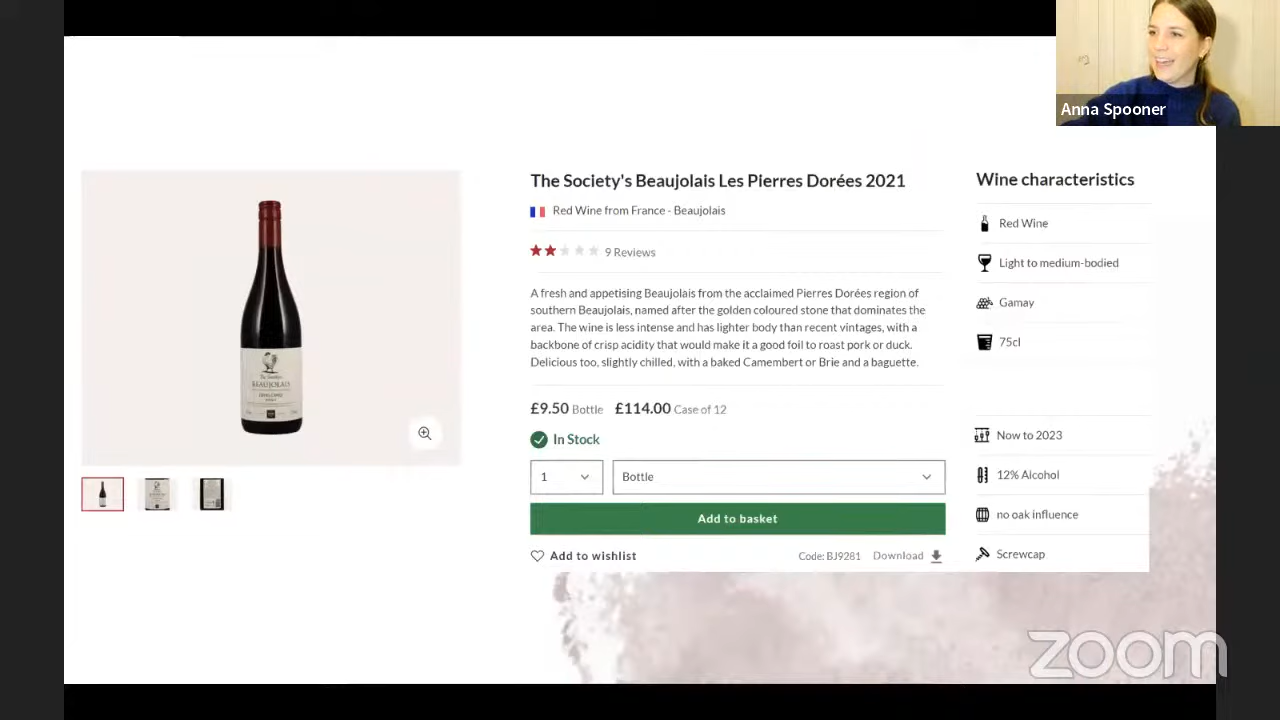 Anna Spooner
The Society's Beaujolais Les Pierres Dorées 2021
Red Wine from France - Beaujolais
9 Reviews
A fresh and appetising Beaujolais from the acclaimed Pierres Dorées region of
southern Beaujolais, named after the golden coloured stone that dominates the
area. The wine is less intense and has lighter body than recent vintages, with a
backbone of crisp acidity that would make it a good foil to roast pork or duck.
Delicious too, slightly chilled, with a baked Camembert or Brie and a baguette.
£9.50 Bottle £114.00 Case of 12
In Stock
1 Bottle
Add to basket
Add to wishlist Code: BJ9281 Download
Wine characteristics
Red Wine
Light to medium-bodied
Gamay
75cl
Now to 2023
12% Alcohol
no oak influence
Screwcap
The Society's
BEAUJOLAIS
zoom